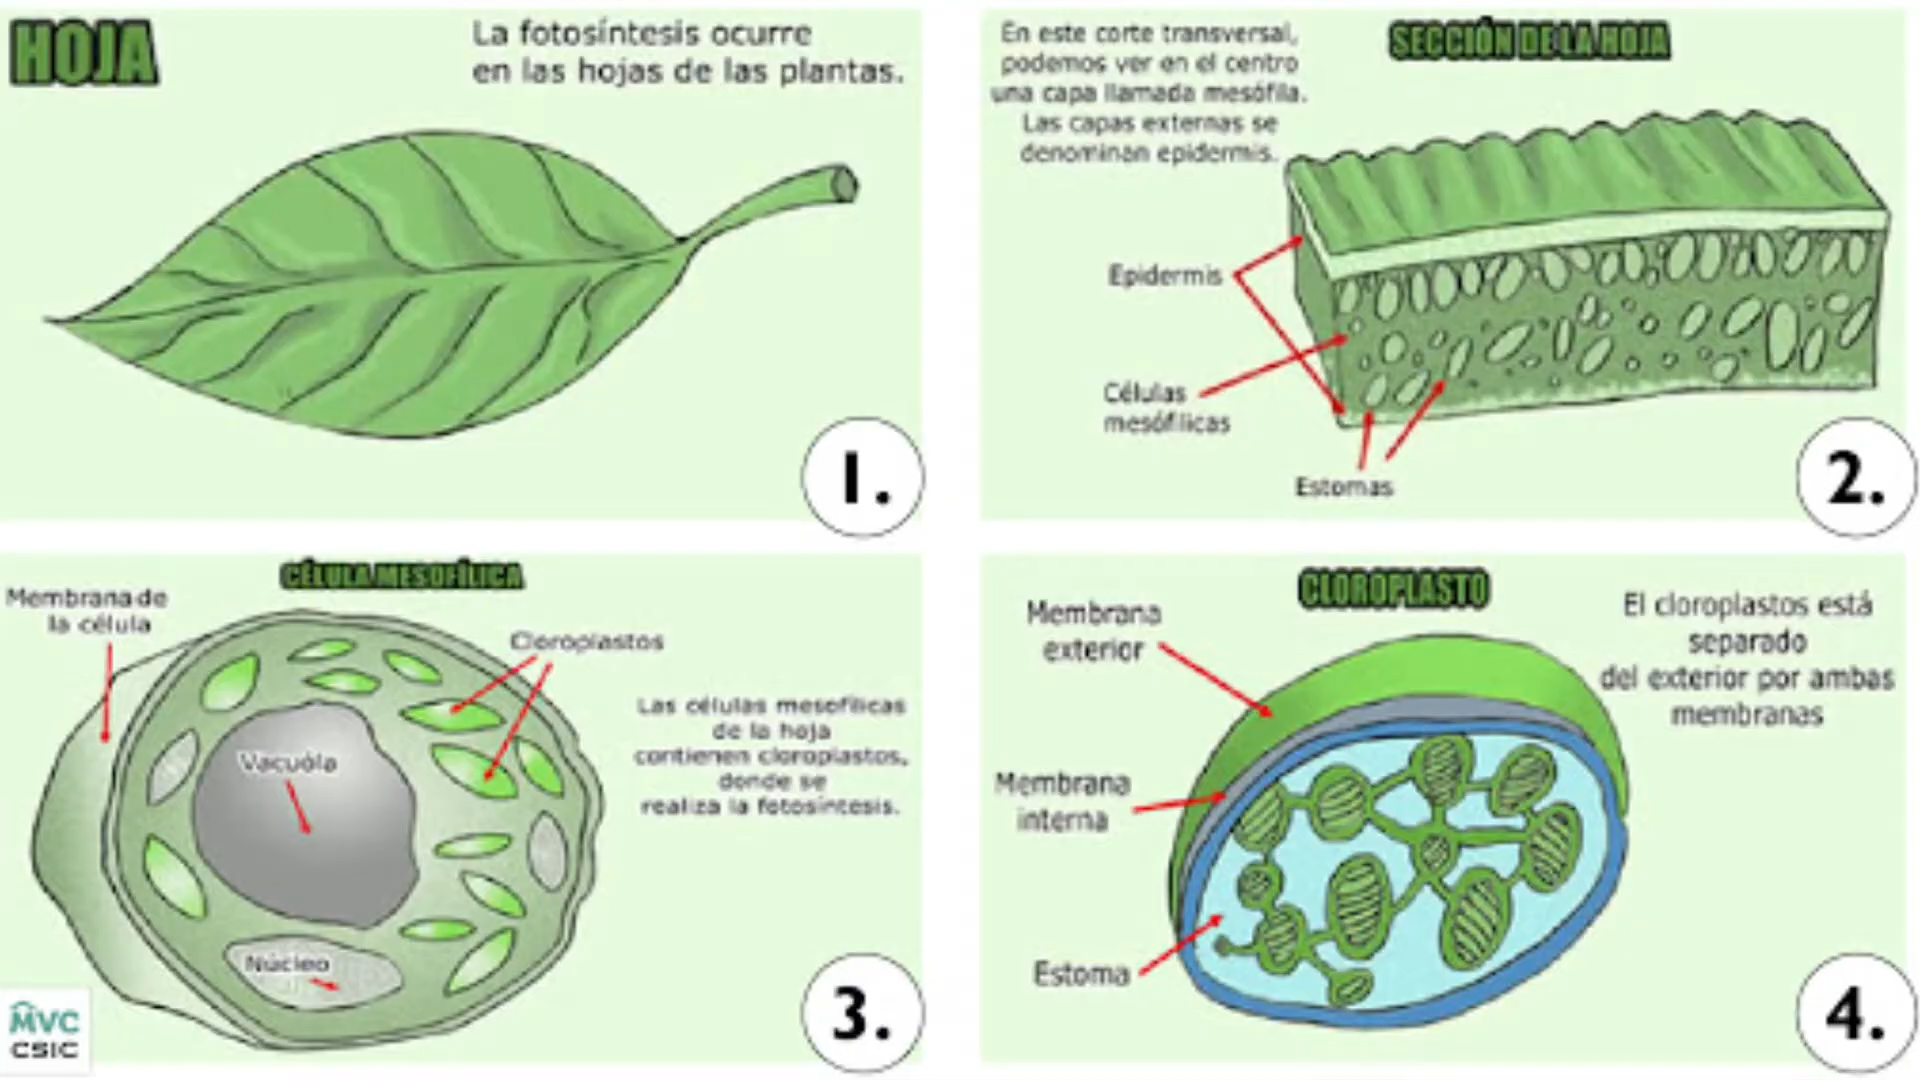 HOJA
La fotosíntesis ocurre
en las hojas de las plantas.
1.
SECCIÓN DE LA HOJA
En este corte transversal,
podemos ver en el centro
una capa llamada mesófila.
Las capas externas se
denominan epidermis.
Epidermis
Células
mesófilicas
Estomas
2.
CÉLULA MESOFÍLICA
Membrana de
la célula
Cloroplastos
Vacuóla
Núcleo
Las células mesofílicas
de la hoja
contienen cloroplastos,
donde se
realiza la fotosíntesis.
3.
MVC
CSIC
CLOROPLASTO
Membrana
exterior
El cloroplastos está
separado
del exterior por ambas
membranas
Membrana
interna
Estoma
4.